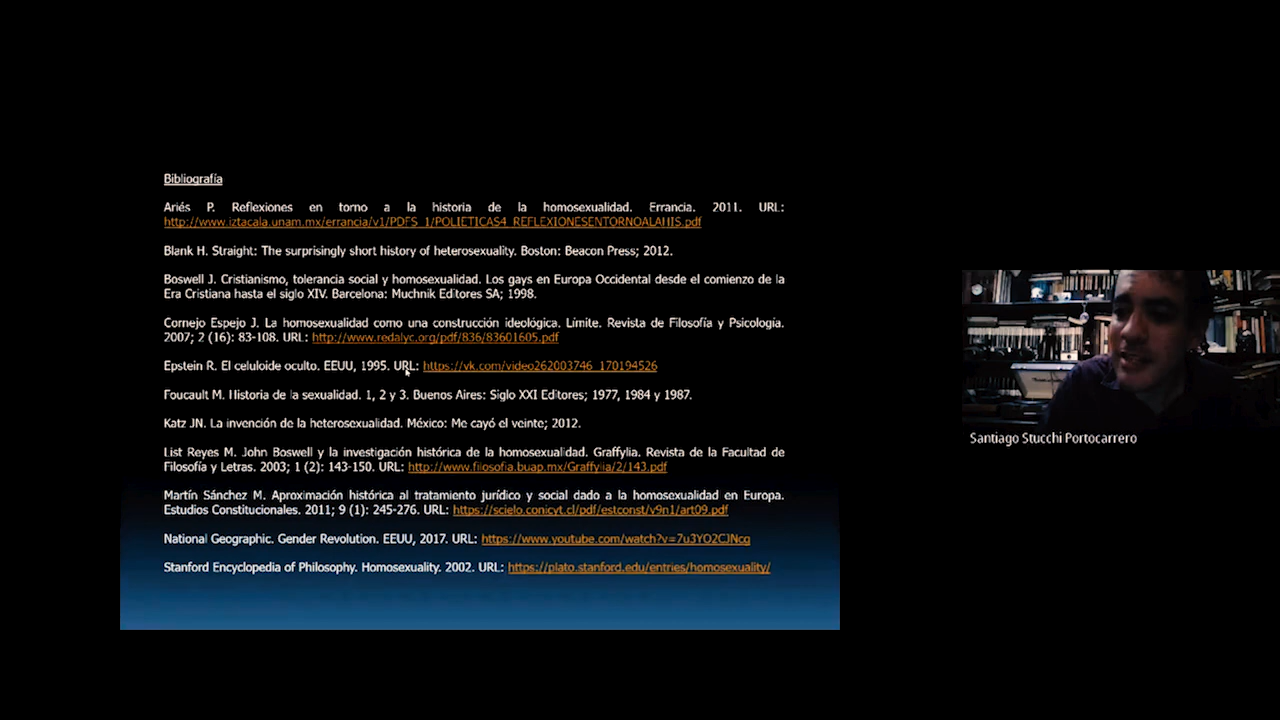 Bibliografía
Ariés P. Reflexiones en torno a la historia de la homosexualidad. Errancia. 2011. URL:
http://www.iztacala.unam.mx/errancia/v1/PDFS_1/POLIETICAS4_REFLEXIONESENTORNOALAHIS.pdf
Blank H. Straight: The surprisingly short history of heterosexuality. Boston: Beacon Press; 2012.
Boswell J. Cristianismo, tolerancia social y homosexualidad. Los gays en Europa Occidental desde el comienzo de la
Era Cristiana hasta el siglo XIV. Barcelona: Muchnik Editores SA; 1998.
Cornejo Espejo J. La homosexualidad como una construcción ideológica. Límite. Revista de Filosofía y Psicología.
2007; 2 (16): 83-108. URL: http://www.redalyc.org/pdf/836/83601605.pdf
Epstein R. El celuloide oculto. EEUU, 1995. URL: https://vk.com/video262003746_170194526
Foucault M. Historia de la sexualidad. 1, 2 y 3. Buenos Aires: Siglo XXI Editores; 1977, 1984 y 1987.
Katz JN. La invención de la heterosexualidad. México: Me cayó el veinte; 2012.
List Reyes M. John Boswell y la investigación histórica de la homosexualidad. Graffylia. Revista de la Facultad de
Filosofía y Letras. 2003; 1 (2): 143-150. URL: http://www.filosofia.buap.mx/Graffylia/2/143.pdf
Martín Sánchez M. Aproximación histórica al tratamiento jurídico y social dado a la homosexualidad en Europa.
Estudios Constitucionales. 2011; 9 (1): 245-276. URL: https://scielo.conicyt.cl/pdf/estconst/v9n1/art09.pdf
National Geographic. Gender Revolution. EEUU, 2017. URL: https://www.youtube.com/watch?v=7u3YO2CJNcg
Stanford Encyclopedia of Philosophy. Homosexuality. 2002. URL: https://plato.stanford.edu/entries/homosexuality/
Santiago Stucchi Portocarrero